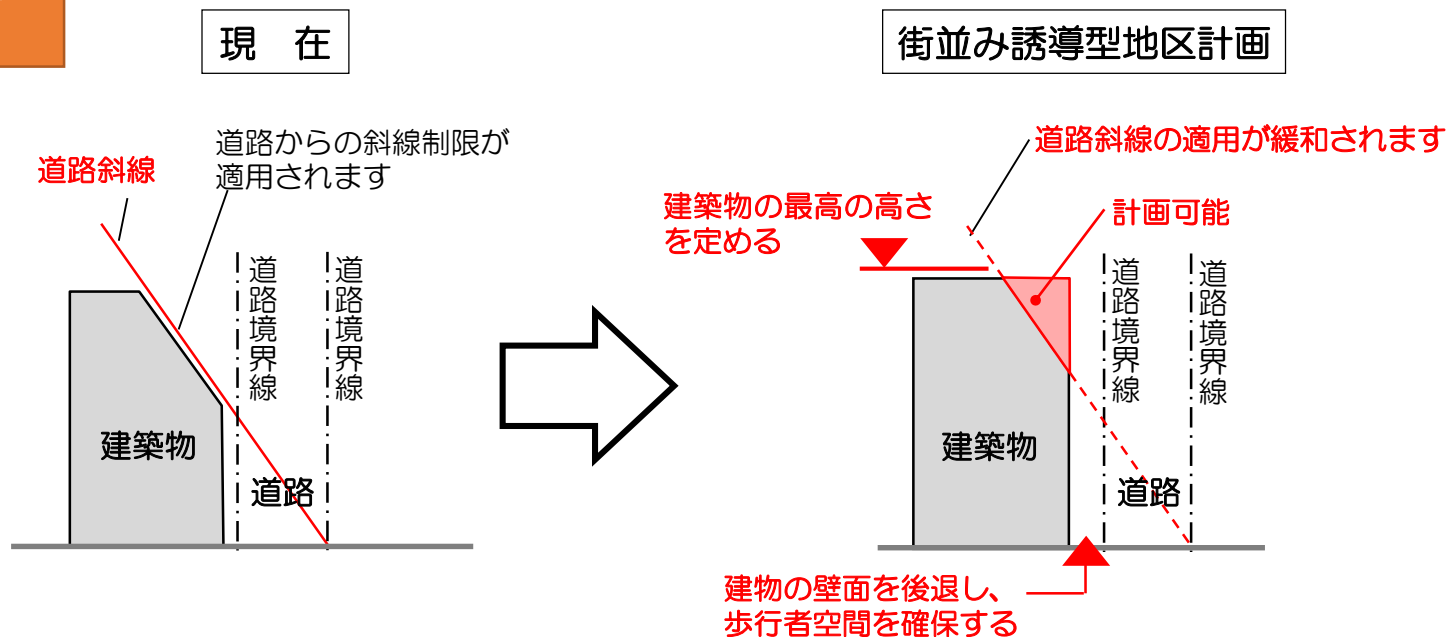 現　在
道路斜線
道路からの斜線制限が
適用されます
道路境界線
道路境界線
建築物
道路
街並み誘導型地区計画
道路斜線の適用が緩和されます
建築物の最高の高さ
を定める
計画可能
道路境界線
道路境界線
建築物
道路
建物の壁面を後退し、
歩行者空間を確保する